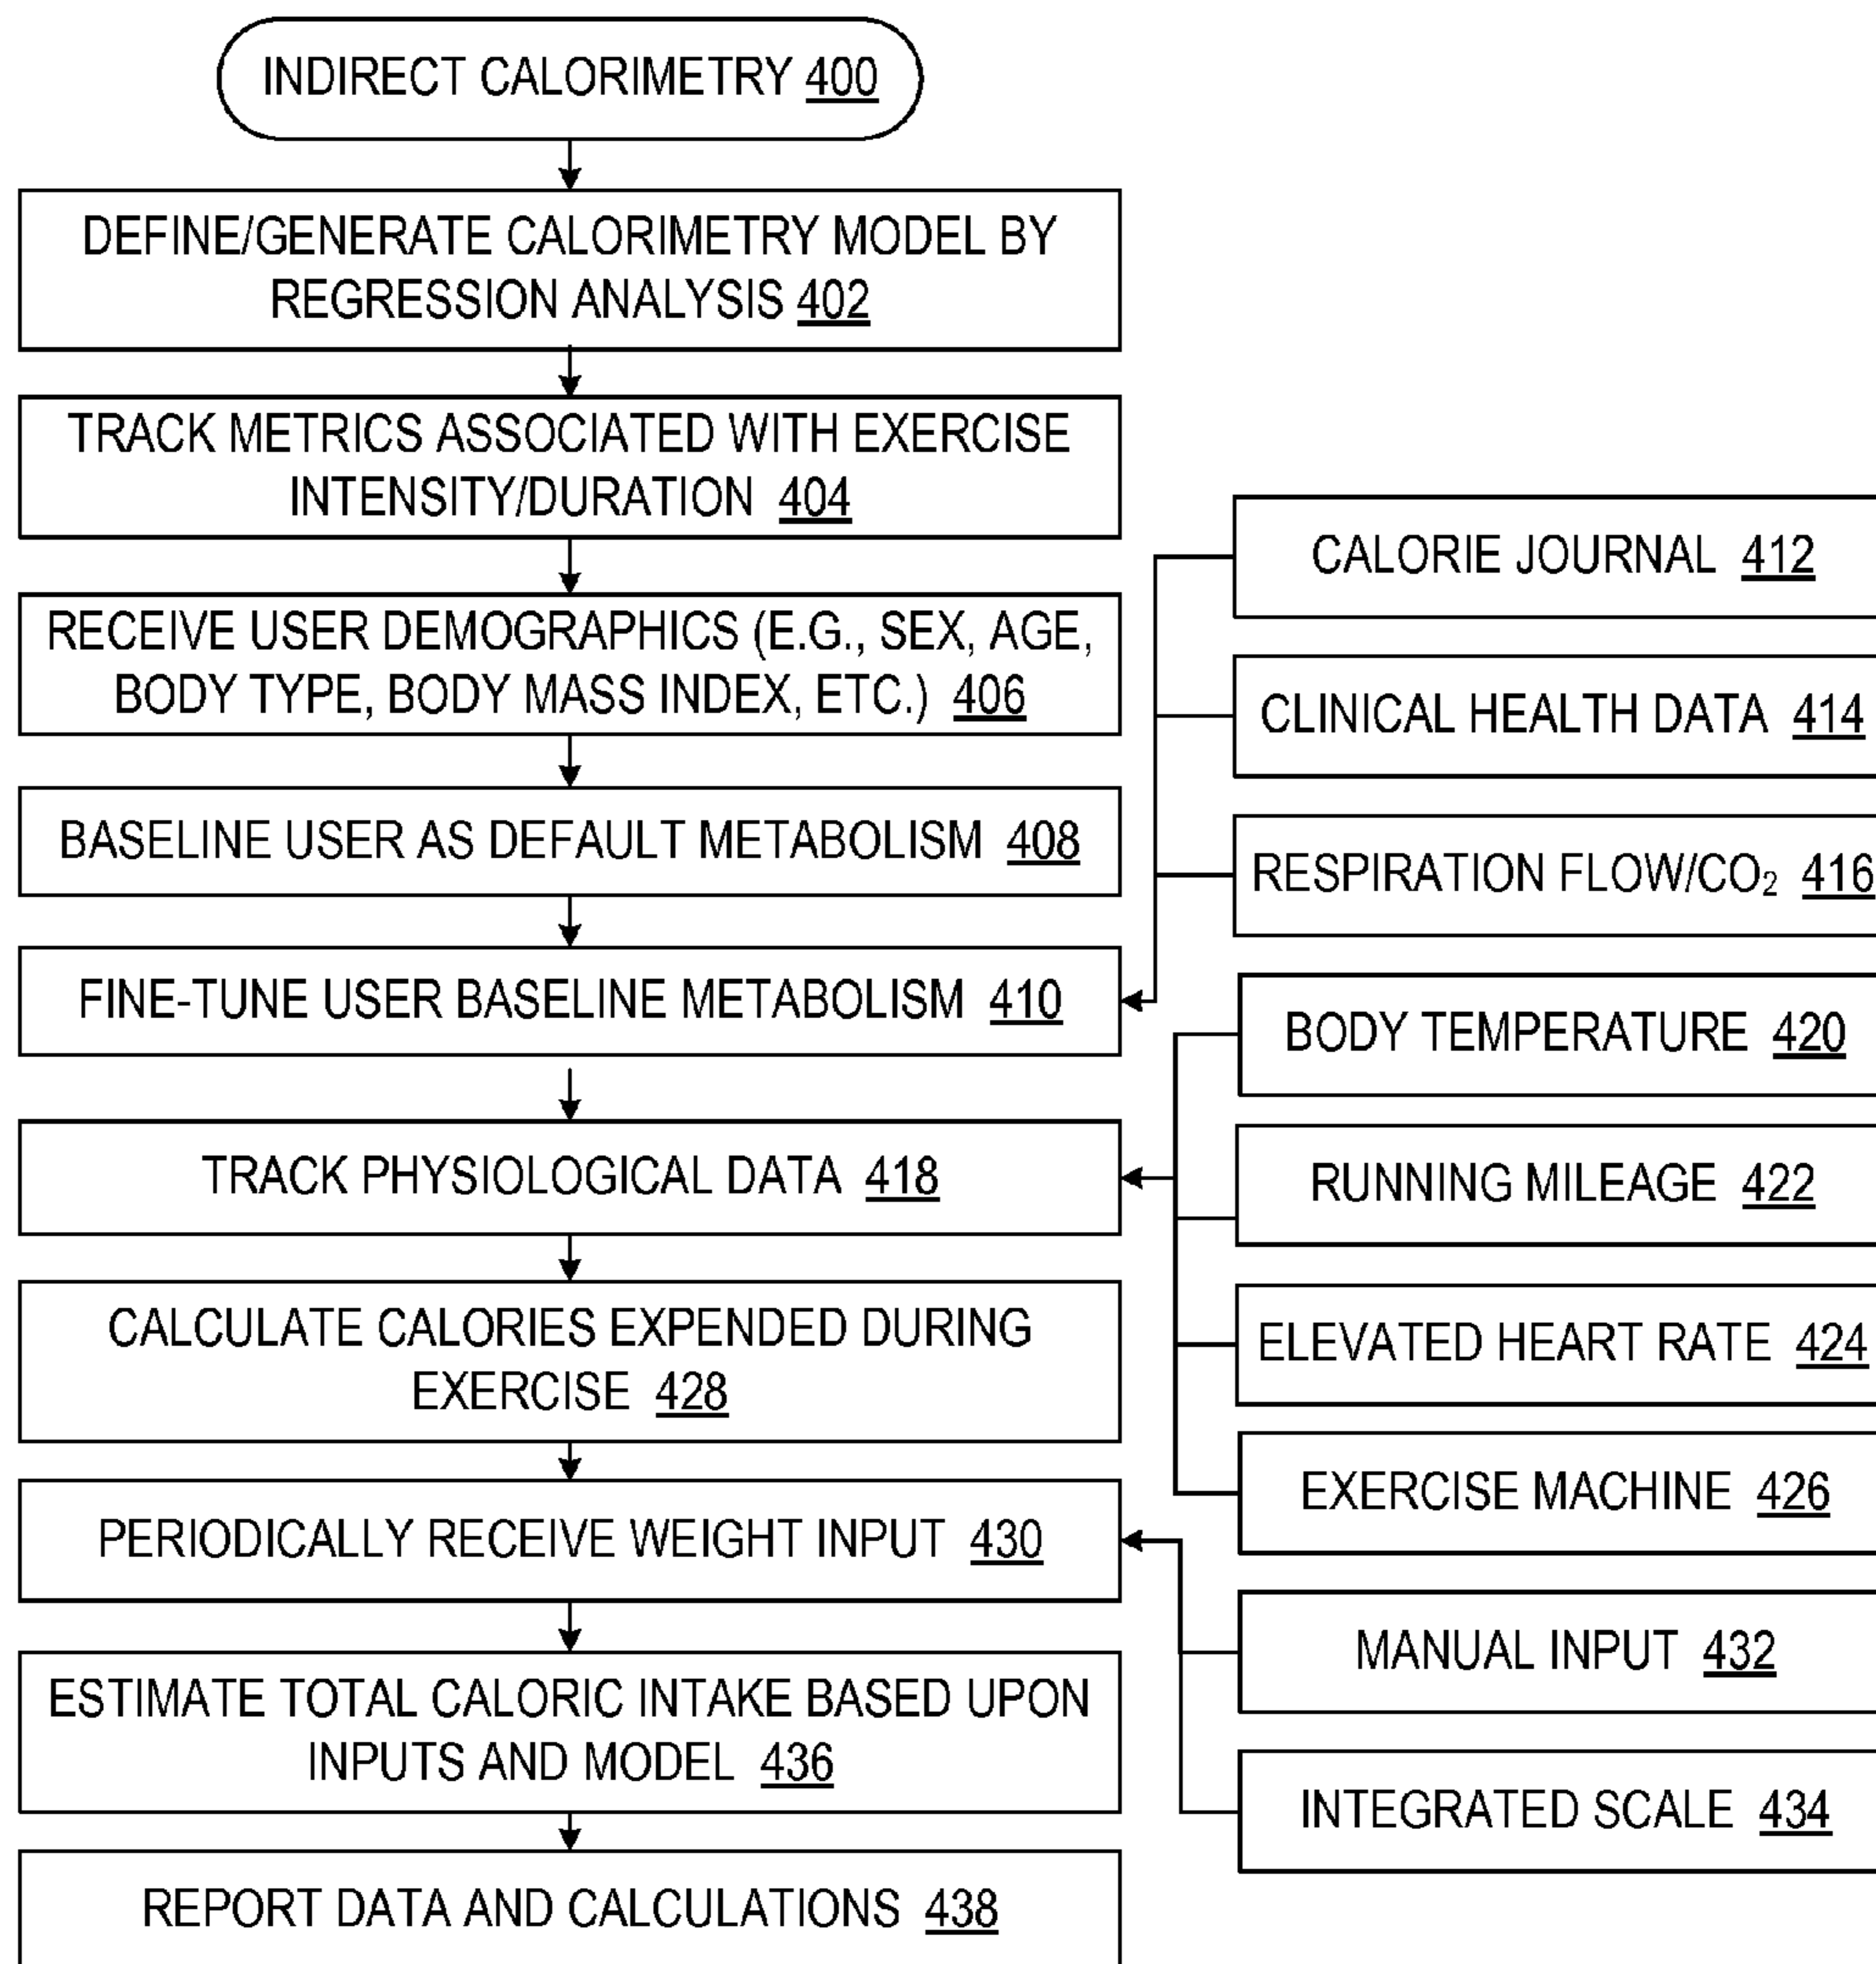 INDIRECT CALORIMETRY 400
DEFINE/GENERATE CALORIMETRY MODEL BY
REGRESSION ANALYSIS 402
TRACK METRICS ASSOCIATED WITH EXERCISE
INTENSITY/DURATION 404
RECEIVE USER DEMOGRAPHICS (E.G., SEX, AGE,
BODY TYPE, BODY MASS INDEX, ETC.) 406
BASELINE USER AS DEFAULT METABOLISM 408
FINE-TUNE USER BASELINE METABOLISM 410
CALORIE JOURNAL 412
CLINICAL HEALTH DATA 414
RESPIRATION FLOW/CO₂ 416
TRACK PHYSIOLOGICAL DATA 418
BODY TEMPERATURE 420
RUNNING MILEAGE 422
ELEVATED HEART RATE 424
EXERCISE MACHINE 426
CALCULATE CALORIES EXPENDED DURING
EXERCISE 428
PERIODICALLY RECEIVE WEIGHT INPUT 430
MANUAL INPUT 432
INTEGRATED SCALE 434
ESTIMATE TOTAL CALORIC INTAKE BASED UPON
INPUTS AND MODEL 436
REPORT DATA AND CALCULATIONS 438